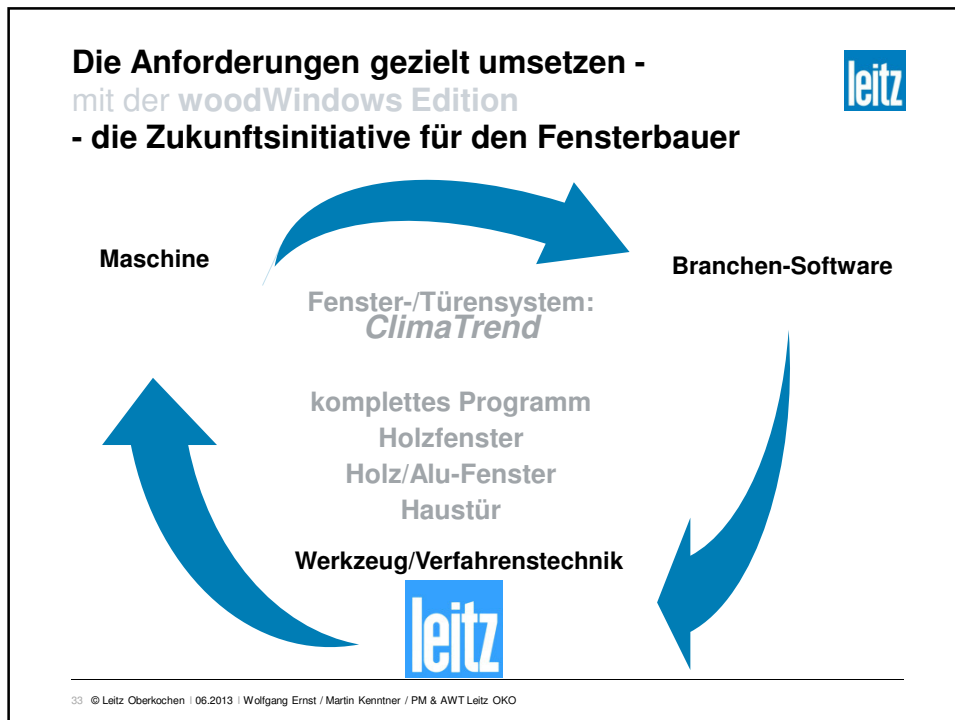 Die Anforderungen gezielt umsetzen -
mit der woodWindows Edition
- die Zukunftsinitiative für den Fensterbauer
leitz
Maschine
Branchen-Software
Fenster-/Türensystem:
ClimaTrend
komplettes Programm
Holzfenster
Holz/Alu-Fenster
Haustür
Werkzeug/Verfahrenstechnik
leitz
33 © Leitz Oberkochen I 06.2013 I Wolfgang Ernst / Martin Kenntner / PM & AWT Leitz OKO